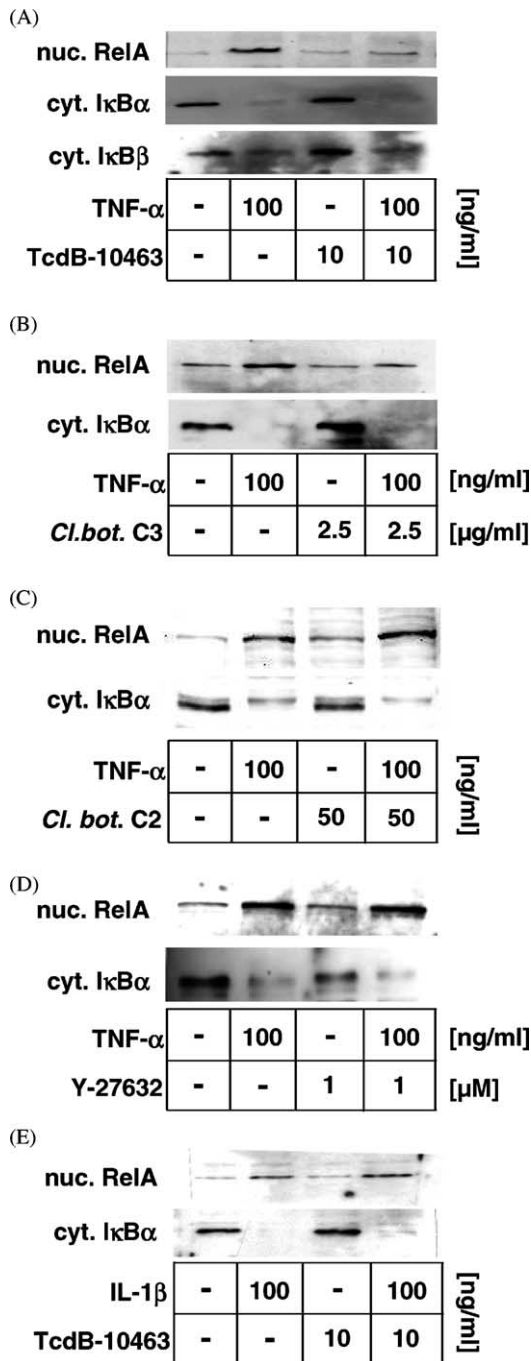 (A)
nuc. RelA
cyt. IκBα
cyt. IκBβ
TNF-α - 100 - 100
TcdB-10463 - - 10 10
[ng/ml]
(B)
nuc. RelA
cyt. IκBα
TNF-α - 100 - 100 [ng/ml]
Cl.bot. C3 - - 2.5 2.5 [µg/ml]
(C)
nuc. RelA
cyt. IκBα
TNF-α - 100 - 100
Cl. bot. C2 - - 50 50
[ng/ml]
(D)
nuc. RelA
cyt. IκBα
TNF-α - 100 - 100 [ng/ml]
Y-27632 - - 1 1 [µM]
(E)
nuc. RelA
cyt. IκBα
IL-1β - 100 - 100
TcdB-10463 - - 10 10
[ng/ml]